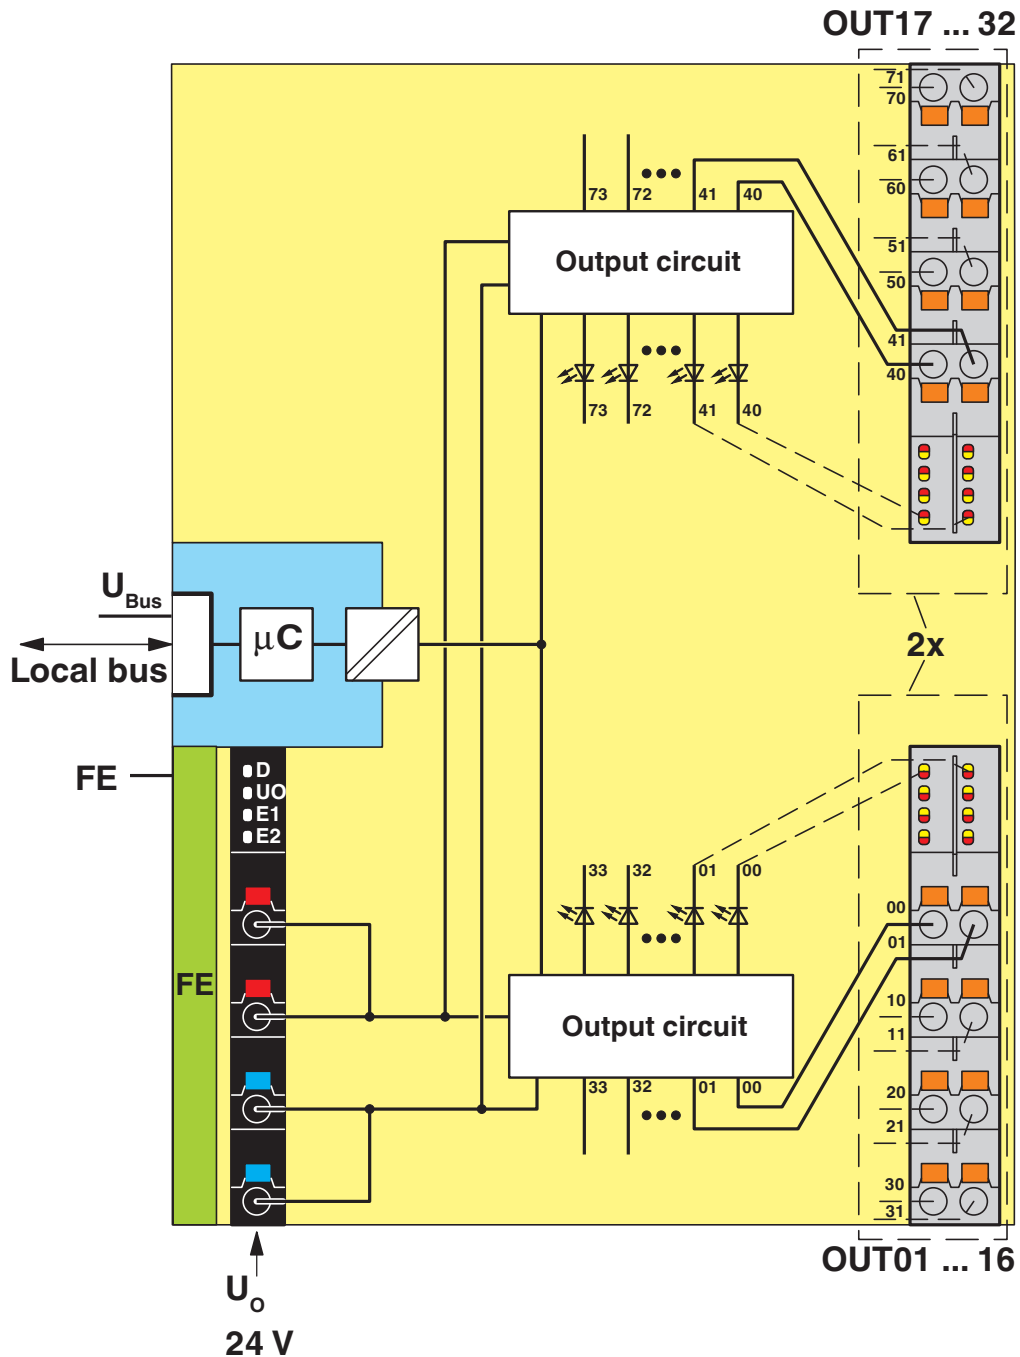 OUT17 ... 32
71
70
61
60
51
50
41
40
73 72 41 40
Output circuit
73 72 41 40
U Bus
Local bus
µC
2x
FE
D
UO
E1
E2
FE
33 32 01 00
Output circuit
33 32 01 00
00
01
10
11
20
21
30
31
OUT01 ... 16
U O
24 V